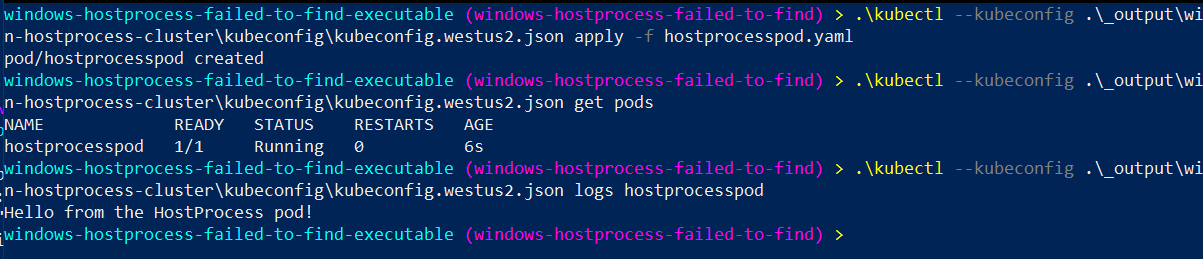 windows-hostprocess-failed-to-find-executable (windows-hostprocess-failed-to-find) > .\kubectl --kubeconfig .\_output\wi
n-hostprocess-cluster\kubeconfig\kubeconfig.westus2.json apply -f hostprocesspod.yaml
pod/hostprocesspod created
windows-hostprocess-failed-to-find-executable (windows-hostprocess-failed-to-find) > .\kubectl --kubeconfig .\_output\wi
n-hostprocess-cluster\kubeconfig\kubeconfig.westus2.json get pods
NAME READY STATUS RESTARTS AGE
hostprocesspod 1/1 Running 0 6s
windows-hostprocess-failed-to-find-executable (windows-hostprocess-failed-to-find) > .\kubectl --kubeconfig .\_output\wi
n-hostprocess-cluster\kubeconfig\kubeconfig.westus2.json logs hostprocesspod
Hello from the HostProcess pod!
windows-hostprocess-failed-to-find-executable (windows-hostprocess-failed-to-find) >